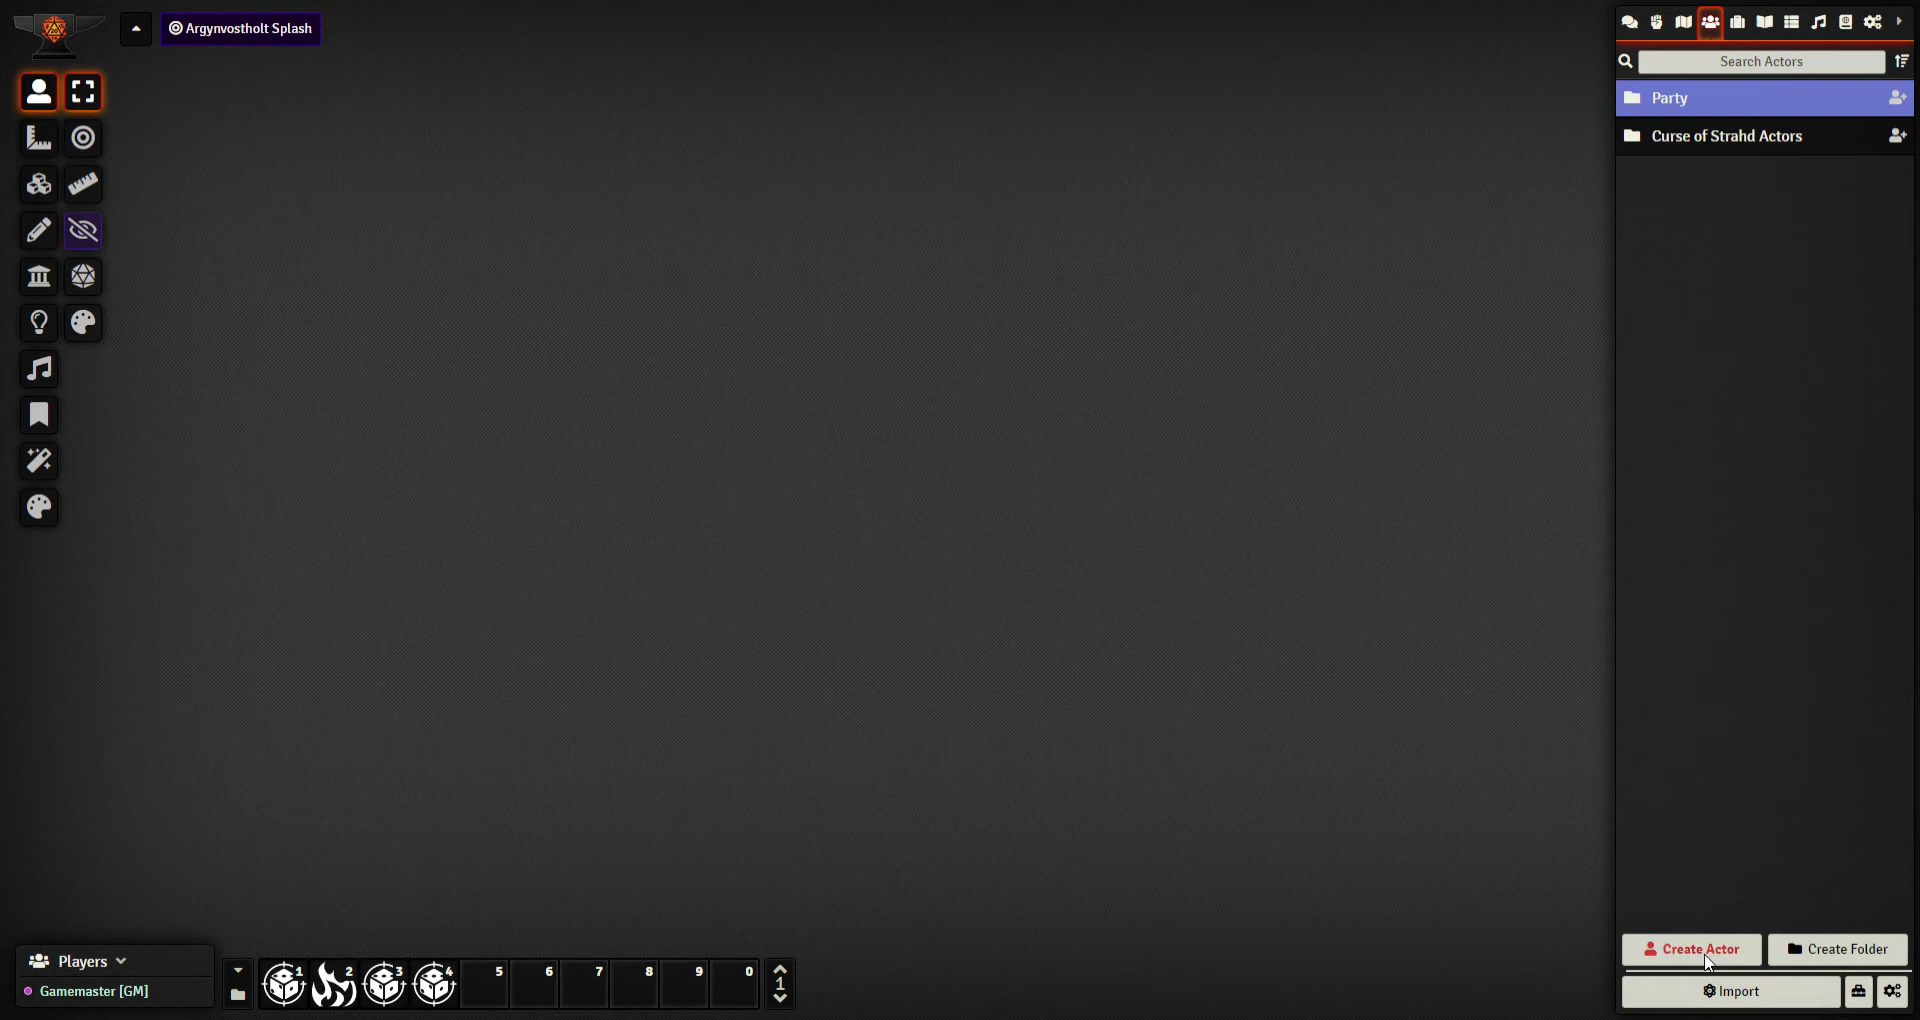 Argynvostholt Splash
Search Actors
Party
Curse of Strahd Actors
Create Actor
Create Folder
Import
Players
Gamemaster [GM]
1 2 3 4 5 6 7 8 9 0
1